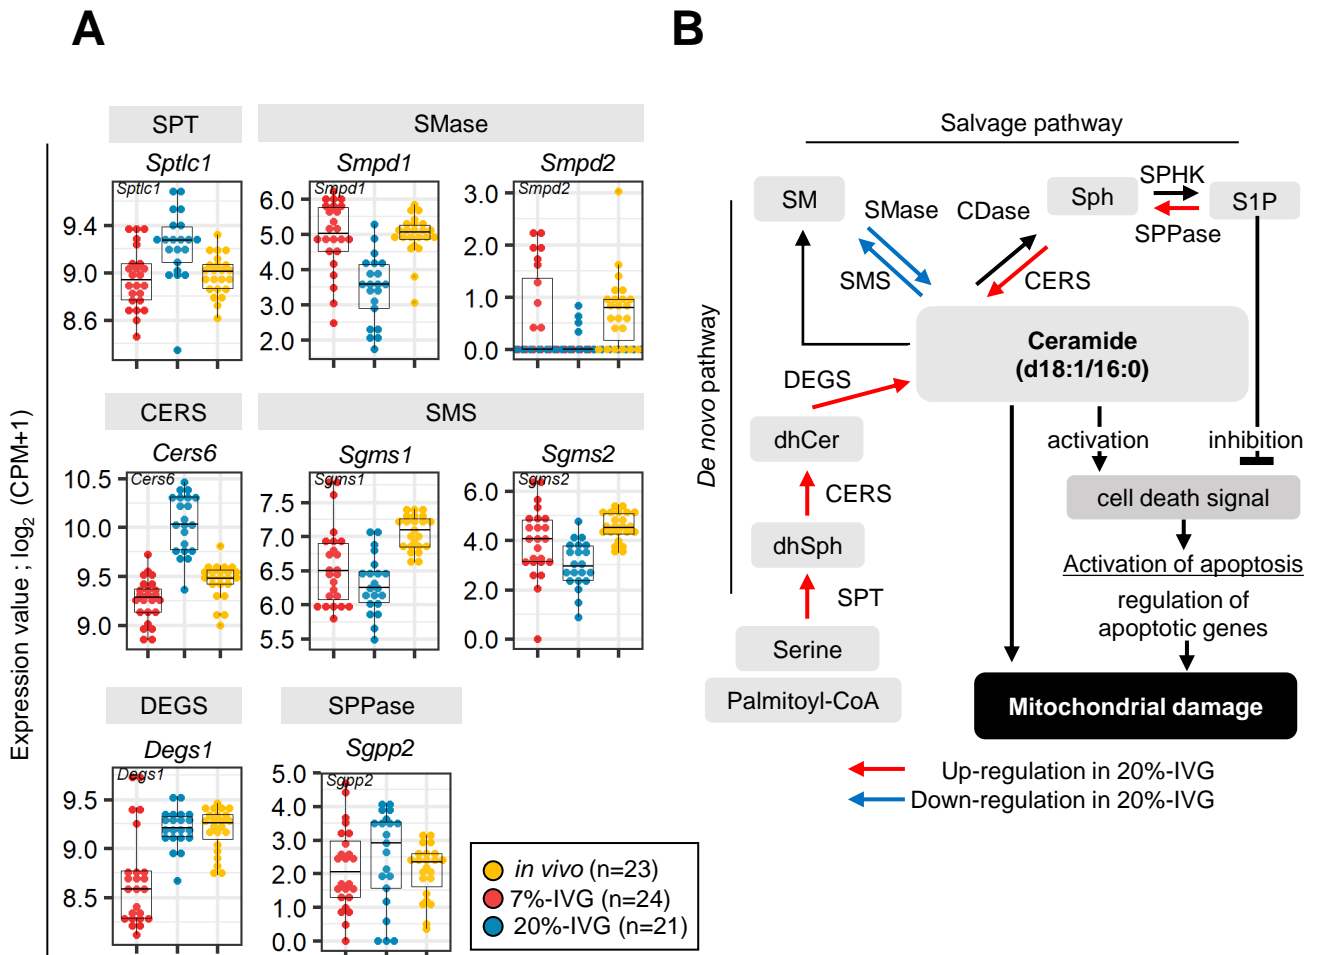 A
B
Expression value ; log2 (CPM+1)
SPT
SMase
Sptlc1
Smpd1
Smpd2
Sptlc1
Smpd1
Smpd2
9.4
9.0
8.6
6.0
5.0
4.0
3.0
2.0
3.0
2.0
1.0
0.0
CERS
SMS
Cers6
Sgms1
Sgms2
Cers6
Sgms1
Sgms2
10.5
10.0
9.5
9.0
7.5
7.0
6.5
6.0
5.5
6.0
4.0
2.0
0.0
DEGS
SPPase
Degs1
Sgpp2
Degs1
Sgpp2
9.5
9.0
8.5
5.0
4.0
3.0
2.0
1.0
0.0
in vivo (n=23)
7%-IVG (n=24)
20%-IVG (n=21)
Salvage pathway
De novo pathway
SM
SMase
SMS
CDase
CERS
Sph
SPHK
SPPase
S1P
Ceramide
(d18:1/16:0)
DEGS
dhCer
CERS
dhSph
SPT
Serine
Palmitoyl-CoA
activation
inhibition
cell death signal
Activation of apoptosis
regulation of
apoptotic genes
Mitochondrial damage
Up-regulation in 20%-IVG
Down-regulation in 20%-IVG